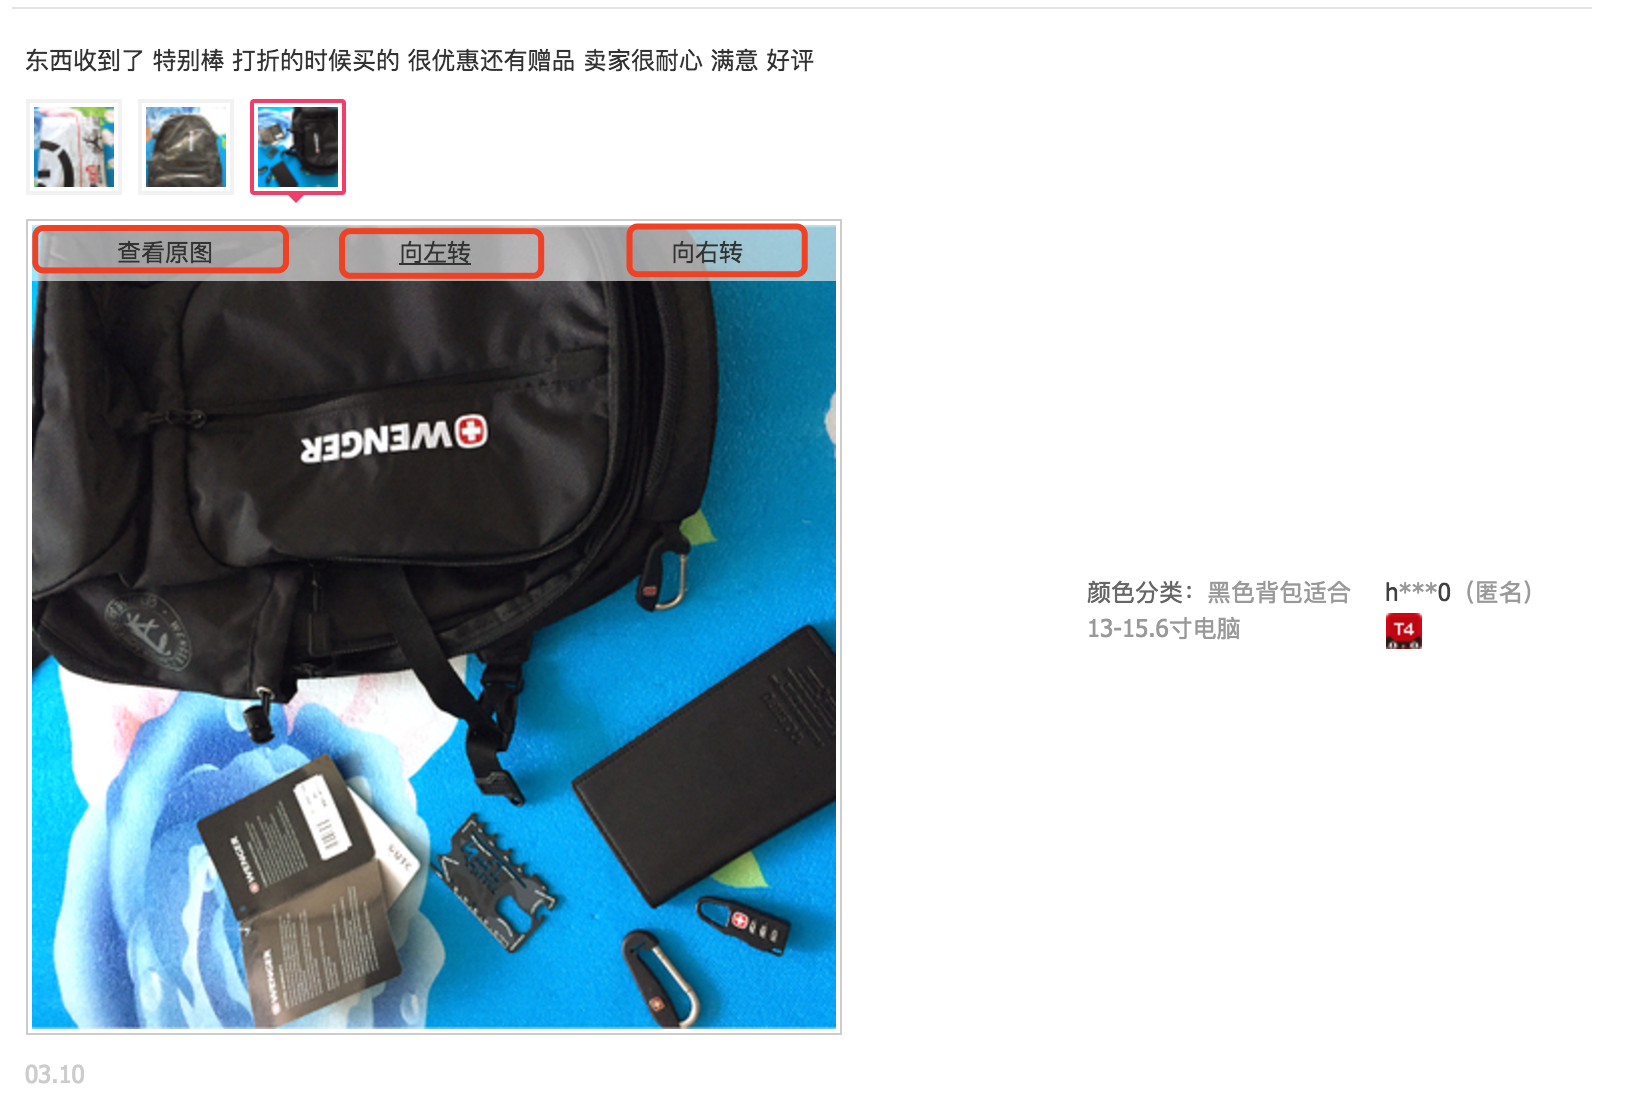 东西收到了 特别棒 打折的时候买的 很优惠还有赠品 卖家很耐心 满意 好评
查看原图 向左转 向右转
WENGER
颜色分类：黑色背包适合
13-15.6寸电脑
h***0（匿名）
T4
WENGER
WENGER
03.10